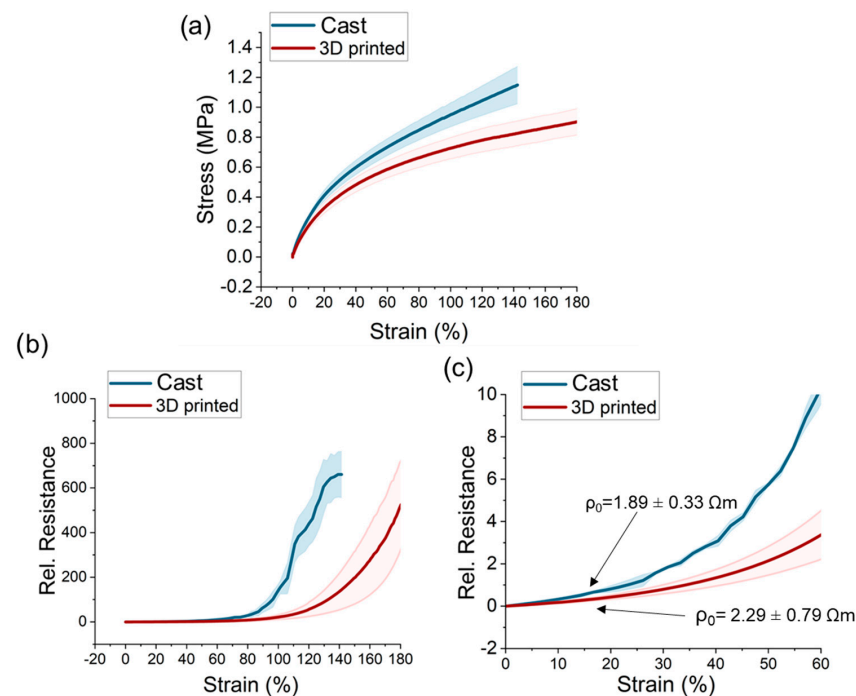 (a)
Cast
3D printed
1.4
1.2
1.0
0.8
0.6
0.4
0.2
0.0
-0.2
Stress (MPa)
-20 0 20 40 60 80 100 120 140 160 180
Strain (%)
(b)
Cast
3D printed
1000
800
600
400
200
0
Rel. Resistance
-20 0 20 40 60 80 100 120 140 160 180
Strain (%)
(c)
Cast
3D printed
10
8
6
4
2
0
-2
Rel. Resistance
ρ₀=1.89 ± 0.33 Ωm
ρ₀=2.29 ± 0.79 Ωm
0 10 20 30 40 50 60
Strain (%)